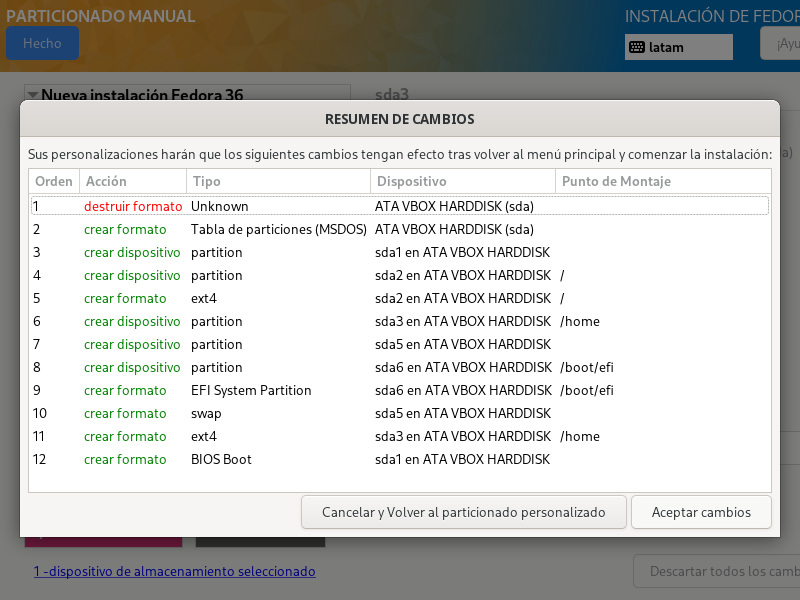 PARTICIONADO MANUAL
INSTALACIÓN DE FEDOR
Hecho
latam
¡Ayu
Nueva instalación Fedora 36
sda3
RESUMEN DE CAMBIOS
Sus personalizaciones harán que los siguientes cambios tengan efecto tras volver al menú principal y comenzar la instalación:
Orden Acción Tipo Dispositivo Punto de Montaje
1 destruir formato Unknown ATA VBOX HARDDISK (sda)
2 crear formato Tabla de particiones (MSDOS) ATA VBOX HARDDISK (sda)
3 crear dispositivo partition sda1 en ATA VBOX HARDDISK
4 crear dispositivo partition sda2 en ATA VBOX HARDDISK /
5 crear formato ext4 sda2 en ATA VBOX HARDDISK /
6 crear dispositivo partition sda3 en ATA VBOX HARDDISK /home
7 crear dispositivo partition sda5 en ATA VBOX HARDDISK
8 crear dispositivo partition sda6 en ATA VBOX HARDDISK /boot/efi
9 crear formato EFI System Partition sda6 en ATA VBOX HARDDISK /boot/efi
10 crear formato swap sda5 en ATA VBOX HARDDISK
11 crear formato ext4 sda3 en ATA VBOX HARDDISK /home
12 crear formato BIOS Boot sda1 en ATA VBOX HARDDISK
Cancelar y Volver al particionado personalizado
Aceptar cambios
1 -dispositivo de almacenamiento seleccionado
Descartar todos los camb